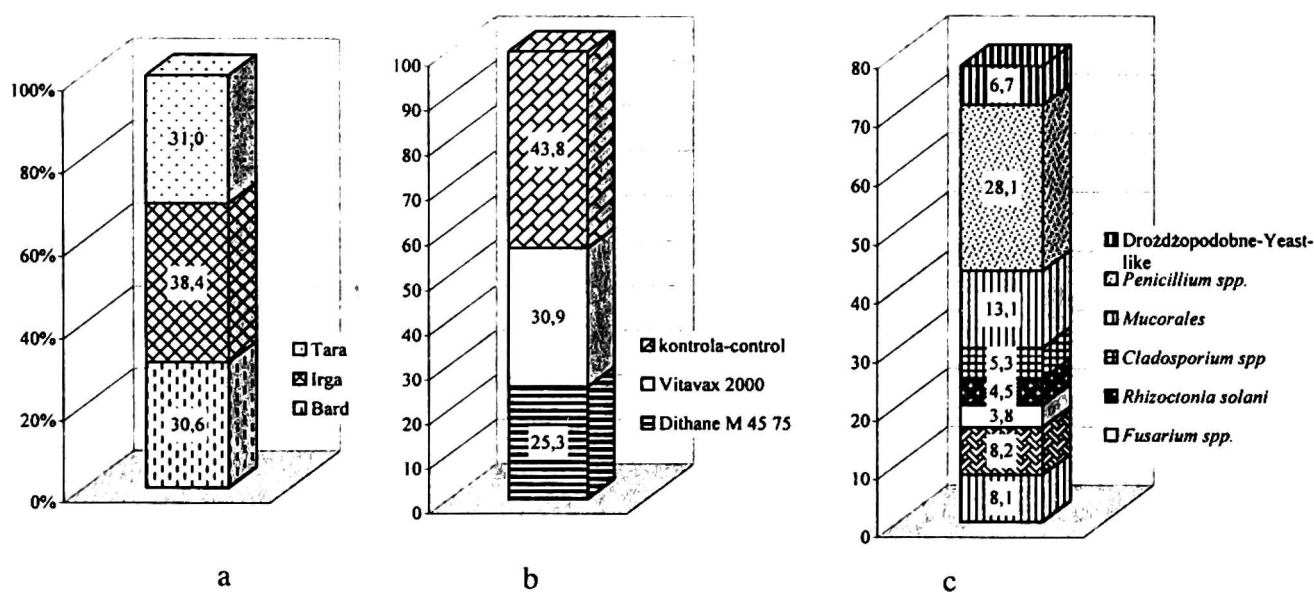 100%
80%
60%
40%
20%
0%
31,0
38,4
30,6
Tara
Irga
Bard
a
100
90
80
70
60
50
40
30
20
10
0
43,8
30,9
25,3
kontrola-control
Vitavax 2000
Dithane M 45 75
b
80
70
60
50
40
30
20
10
0
6,7
28,1
13,1
5,3
4,5
3,8
8,2
8,1
Drożdżopodobne-Yeast-
like
Penicillium spp.
Mucorales
Cladosporium spp
Rhizoctonia solani
Fusarium spp.
c